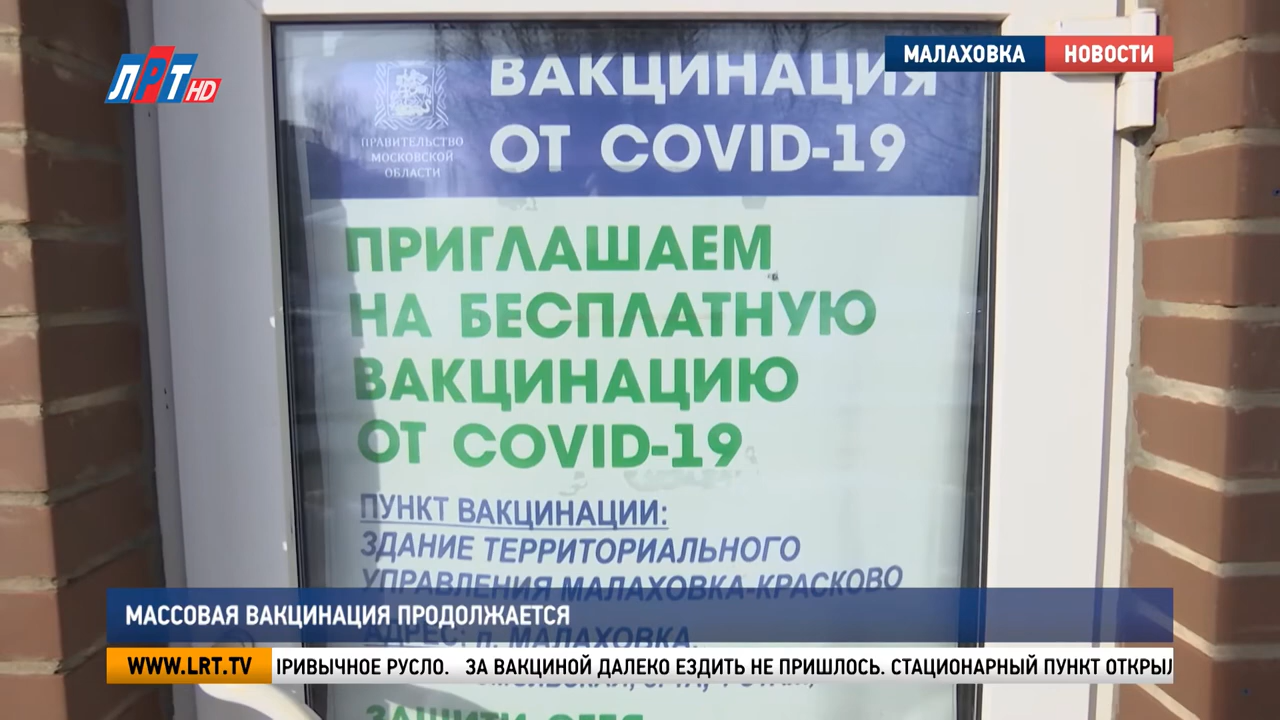 ЛРТ HD
МАЛАХОВКА НОВОСТИ
ВАКЦИНАЦИЯ
ОТ COVID-19
ПРАВИТЕЛЬСТВО
МОСКОВСКОЙ
ОБЛАСТИ
ПРИГЛАШАЕМ
НА БЕСПЛАТНУЮ
ВАКЦИНАЦИЮ
ОТ COVID-19
ПУНКТ ВАКЦИНАЦИИ:
ЗДАНИЕ ТЕРРИТОРИАЛЬНОГО
УПРАВЛЕНИЯ МАЛАХОВКА-КРАСКОВО
АДРЕС: п. МАЛАХОВКА,
МАССОВАЯ ВАКЦИНАЦИЯ ПРОДОЛЖАЕТСЯ
WWW.LRT.TV РИВЫЧНОЕ РУСЛО. ЗА ВАКЦИНОЙ ДАЛЕКО ЕЗДИТЬ НЕ ПРИШЛОСЬ. СТАЦИОНАРНЫЙ ПУНКТ ОТКРЫЛ